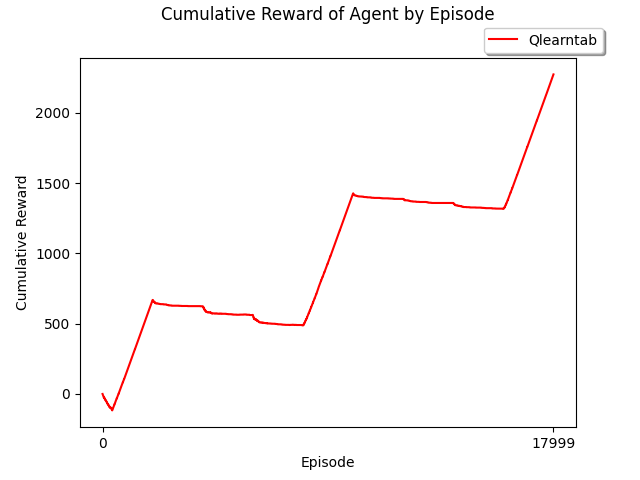 Cumulative Reward of Agent by Episode
Qlearntab
2000
1500
1000
500
0
Cumulative Reward
0
17999
Episode